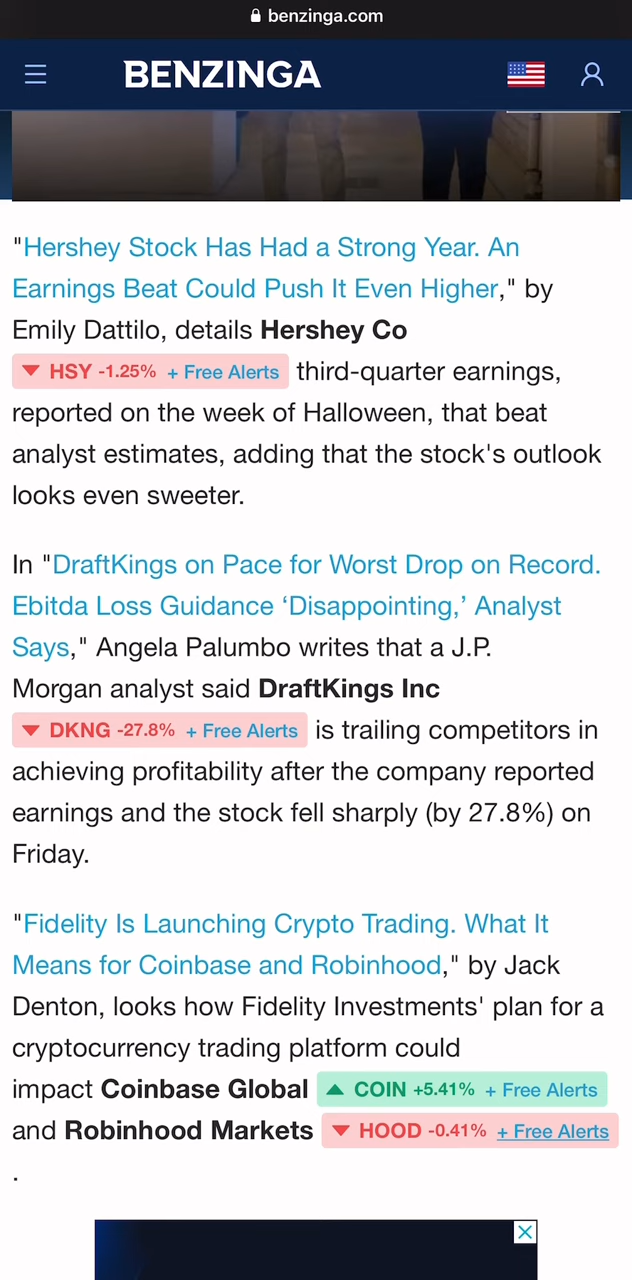 benzinga.com
BENZINGA
"Hershey Stock Has Had a Strong Year. An
Earnings Beat Could Push It Even Higher," by
Emily Dattilo, details Hershey Co
▼ HSY -1.25% + Free Alerts third-quarter earnings,
reported on the week of Halloween, that beat
analyst estimates, adding that the stock's outlook
looks even sweeter.
In "DraftKings on Pace for Worst Drop on Record.
Ebitda Loss Guidance ‘Disappointing,’ Analyst
Says," Angela Palumbo writes that a J.P.
Morgan analyst said DraftKings Inc
▼ DKNG -27.8% + Free Alerts is trailing competitors in
achieving profitability after the company reported
earnings and the stock fell sharply (by 27.8%) on
Friday.
"Fidelity Is Launching Crypto Trading. What It
Means for Coinbase and Robinhood," by Jack
Denton, looks how Fidelity Investments' plan for a
cryptocurrency trading platform could
impact Coinbase Global ▲ COIN +5.41% + Free Alerts
and Robinhood Markets ▼ HOOD -0.41% + Free Alerts
.